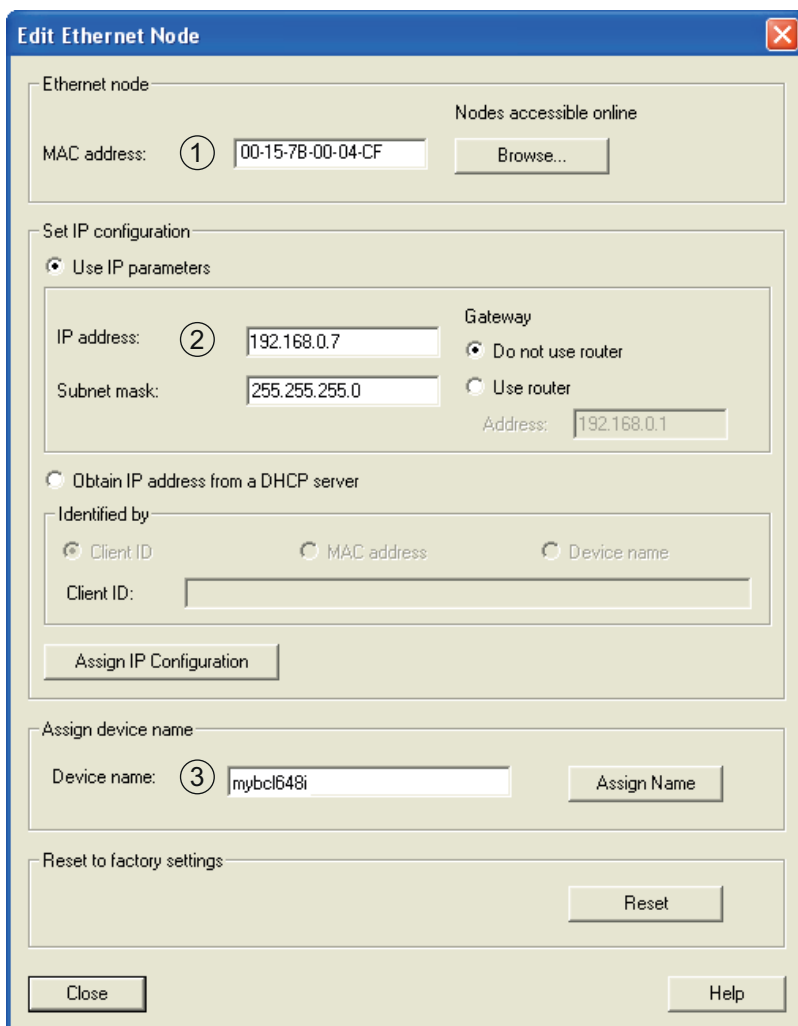 Edit Ethernet Node
Ethernet node
Nodes accessible online
MAC address: 1 00-15-7B-00-04-CF Browse...
Set IP configuration
Use IP parameters
Gateway
IP address: 2 192.168.0.7 Do not use router
Subnet mask: 255.255.255.0 Use router
Address: 192.168.0.1
Obtain IP address from a DHCP server
Identified by
Client ID MAC address Device name
Client ID:
Assign IP Configuration
Assign device name
Device name: 3 mybcl648i Assign Name
Reset to factory settings
Reset
Close Help